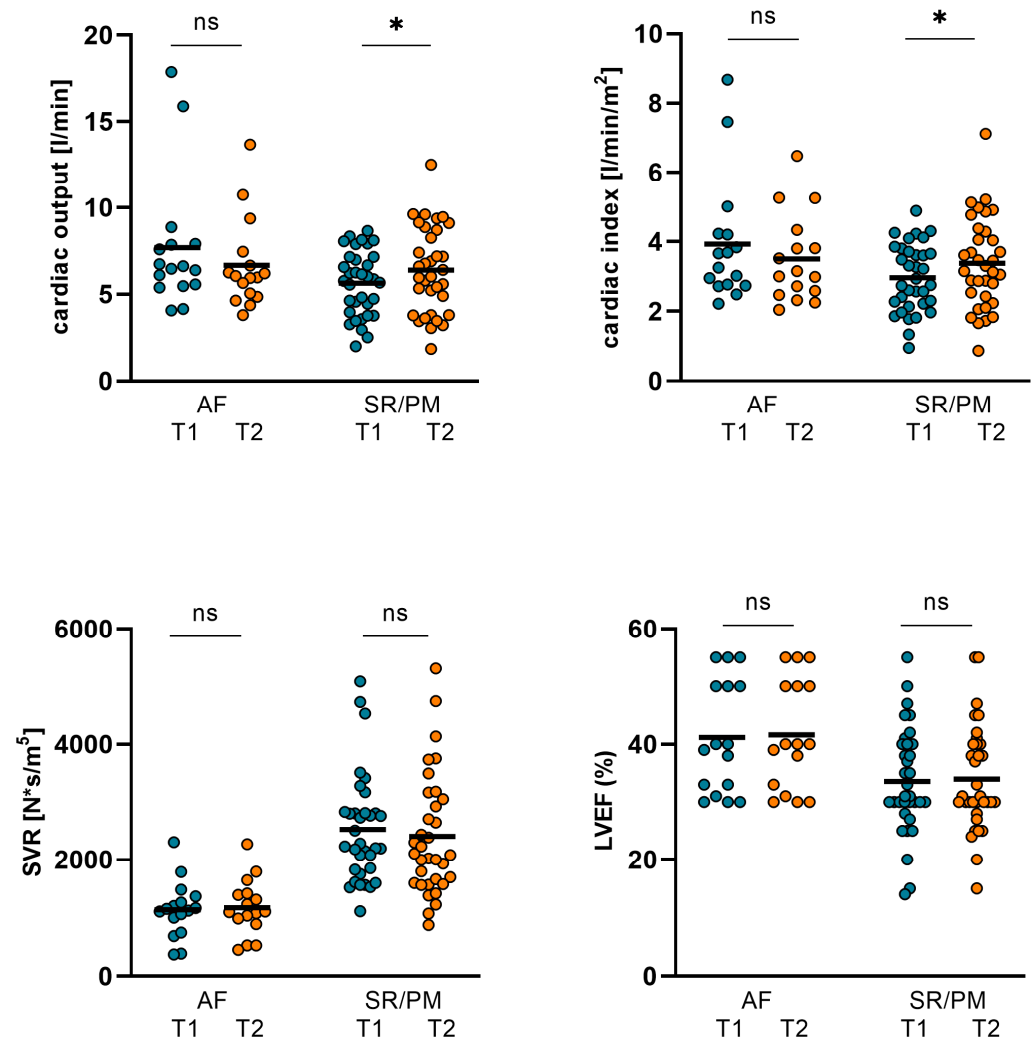 cardiac output [l/min]
20
15
10
5
0
ns
*
AF
SR/PM
T1
T2
T1
T2
cardiac index [l/min/m²]
10
8
6
4
2
0
ns
*
AF
SR/PM
T1
T2
T1
T2
SVR [N*s/m⁵]
6000
4000
2000
0
ns
ns
AF
SR/PM
T1
T2
T1
T2
LVEF (%)
60
40
20
0
ns
ns
AF
SR/PM
T1
T2
T1
T2